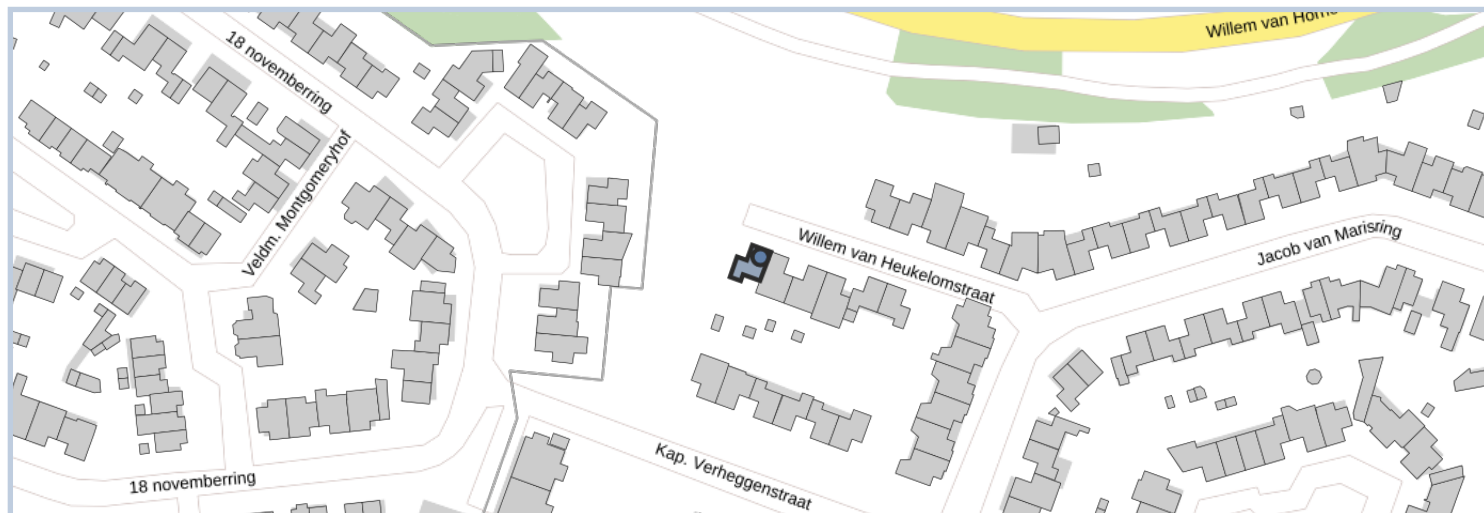 Willem van Horne
18 novemberring
Veldm. Montgomeryhof
Willem van Heukelomstraat
Jacob van Marisring
Kap. Verheggenstraat
18 novemberring